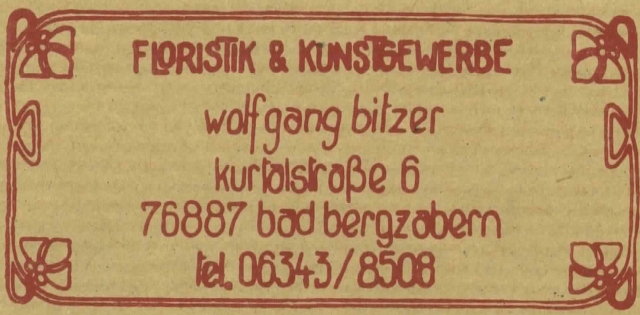 FLORISTIK & KUNSTGEWERBE
wolfgang bitzer
kurtalstraße 6
76887 bad bergzabern
tel. 06343/8508